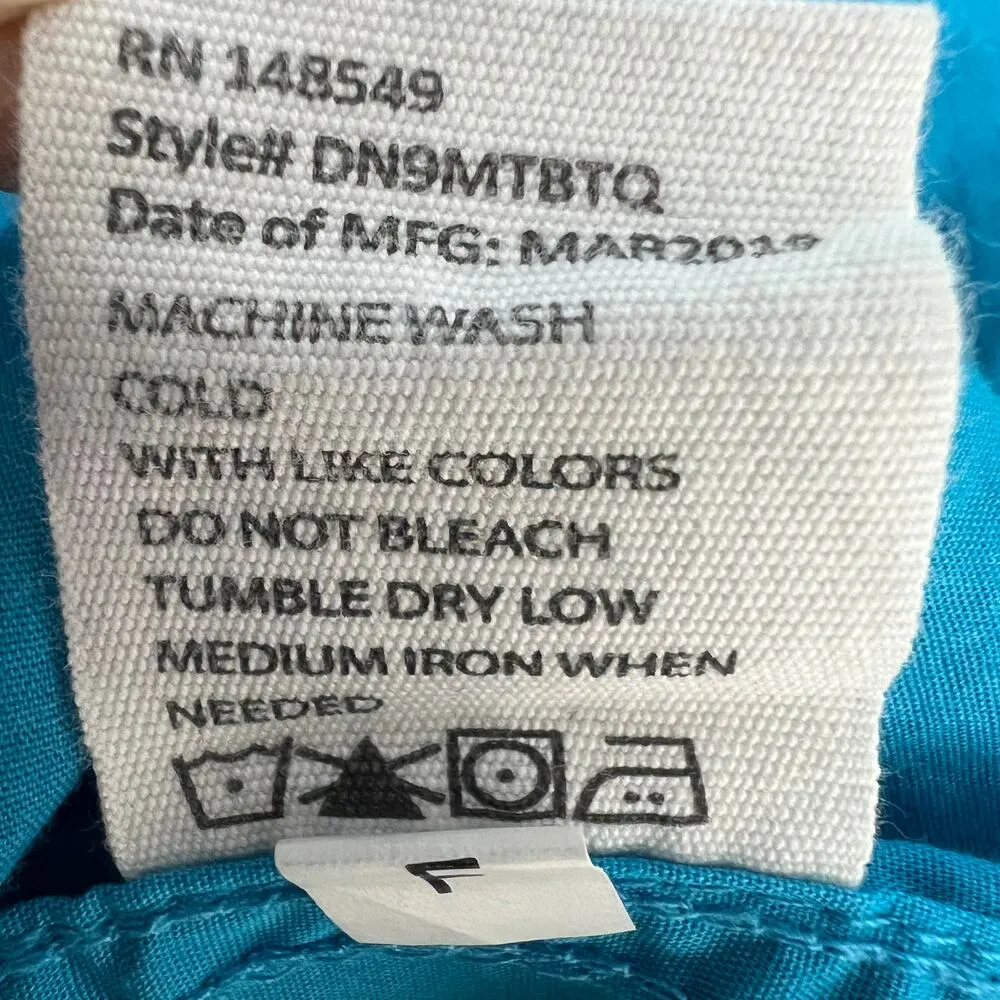 RN 148549
Style# DN9MTBTQ
Date of MFG:
MACHINE WASH
COLD
WITH LIKE COLORS
DO NOT BLEACH
TUMBLE DRY LOW
MEDIUM IRON WHEN
NEEDED